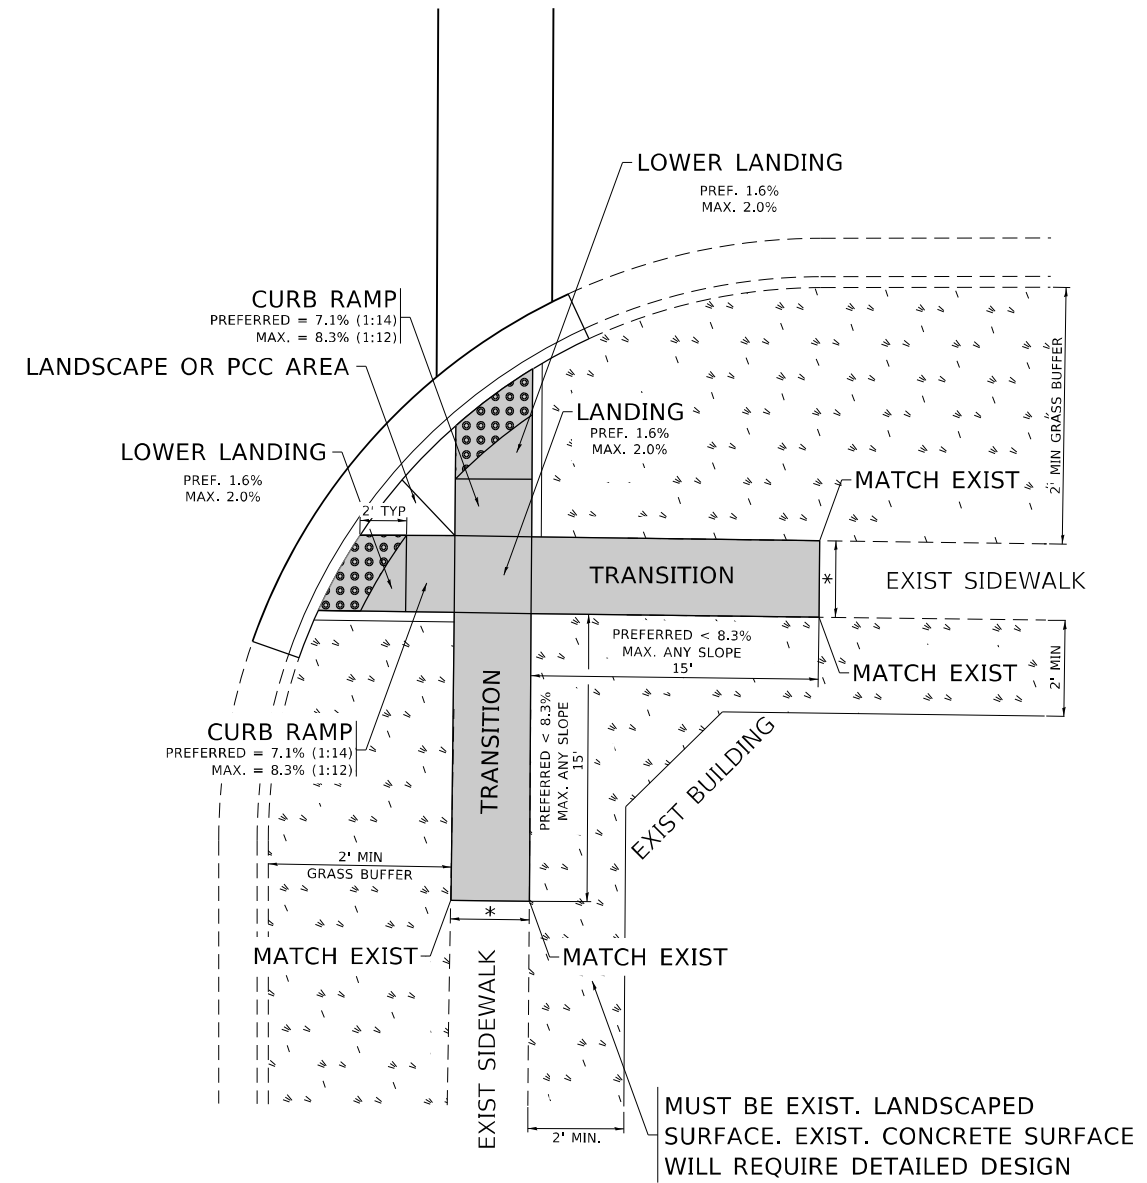 LOWER LANDING
PREF. 1.6%
MAX. 2.0%
CURB RAMP
PREFERRED = 7.1% (1:14)
MAX. = 8.3% (1:12)
LANDSCAPE OR PCC AREA
LANDING
PREF. 1.6%
MAX. 2.0%
LOWER LANDING
PREF. 1.6%
MAX. 2.0%
2' TYP
2' MIN GRASS BUFFER
MATCH EXIST
TRANSITION
*
EXIST SIDEWALK
PREFERRED < 8.3%
MAX. ANY SLOPE
15'
MATCH EXIST
2' MIN
CURB RAMP
PREFERRED = 7.1% (1:14)
MAX. = 8.3% (1:12)
TRANSITION
PREFERRED < 8.3%
MAX. ANY SLOPE
15'
EXIST BUILDING
2' MIN
GRASS BUFFER
*
MATCH EXIST
MATCH EXIST
EXIST SIDEWALK
2' MIN.
MUST BE EXIST. LANDSCAPED
SURFACE. EXIST. CONCRETE SURFACE
WILL REQUIRE DETAILED DESIGN